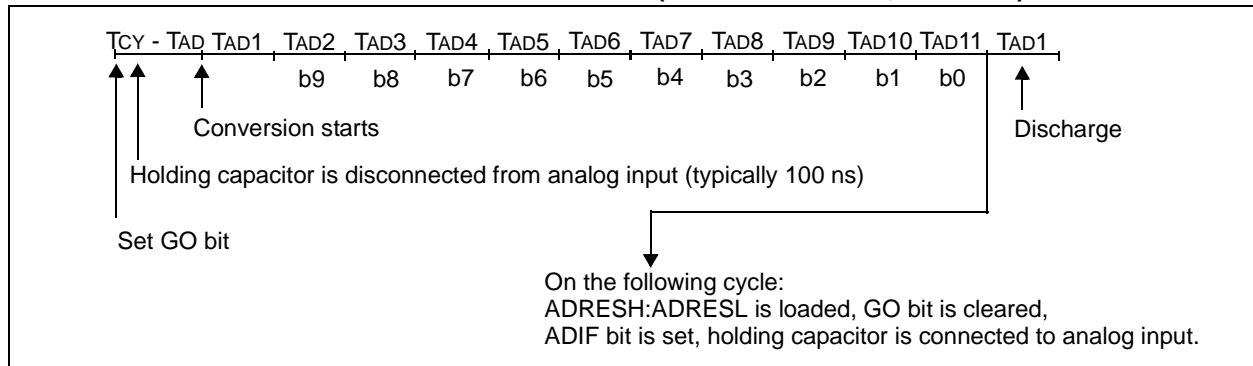 TCY - TAD TAD1 TAD2 TAD3 TAD4 TAD5 TAD6 TAD7 TAD8 TAD9 TAD10 TAD11 TAD1
b9 b8 b7 b6 b5 b4 b3 b2 b1 b0
Conversion starts
Discharge
Holding capacitor is disconnected from analog input (typically 100 ns)
Set GO bit
On the following cycle:
ADRESH:ADRESL is loaded, GO bit is cleared,
ADIF bit is set, holding capacitor is connected to analog input.